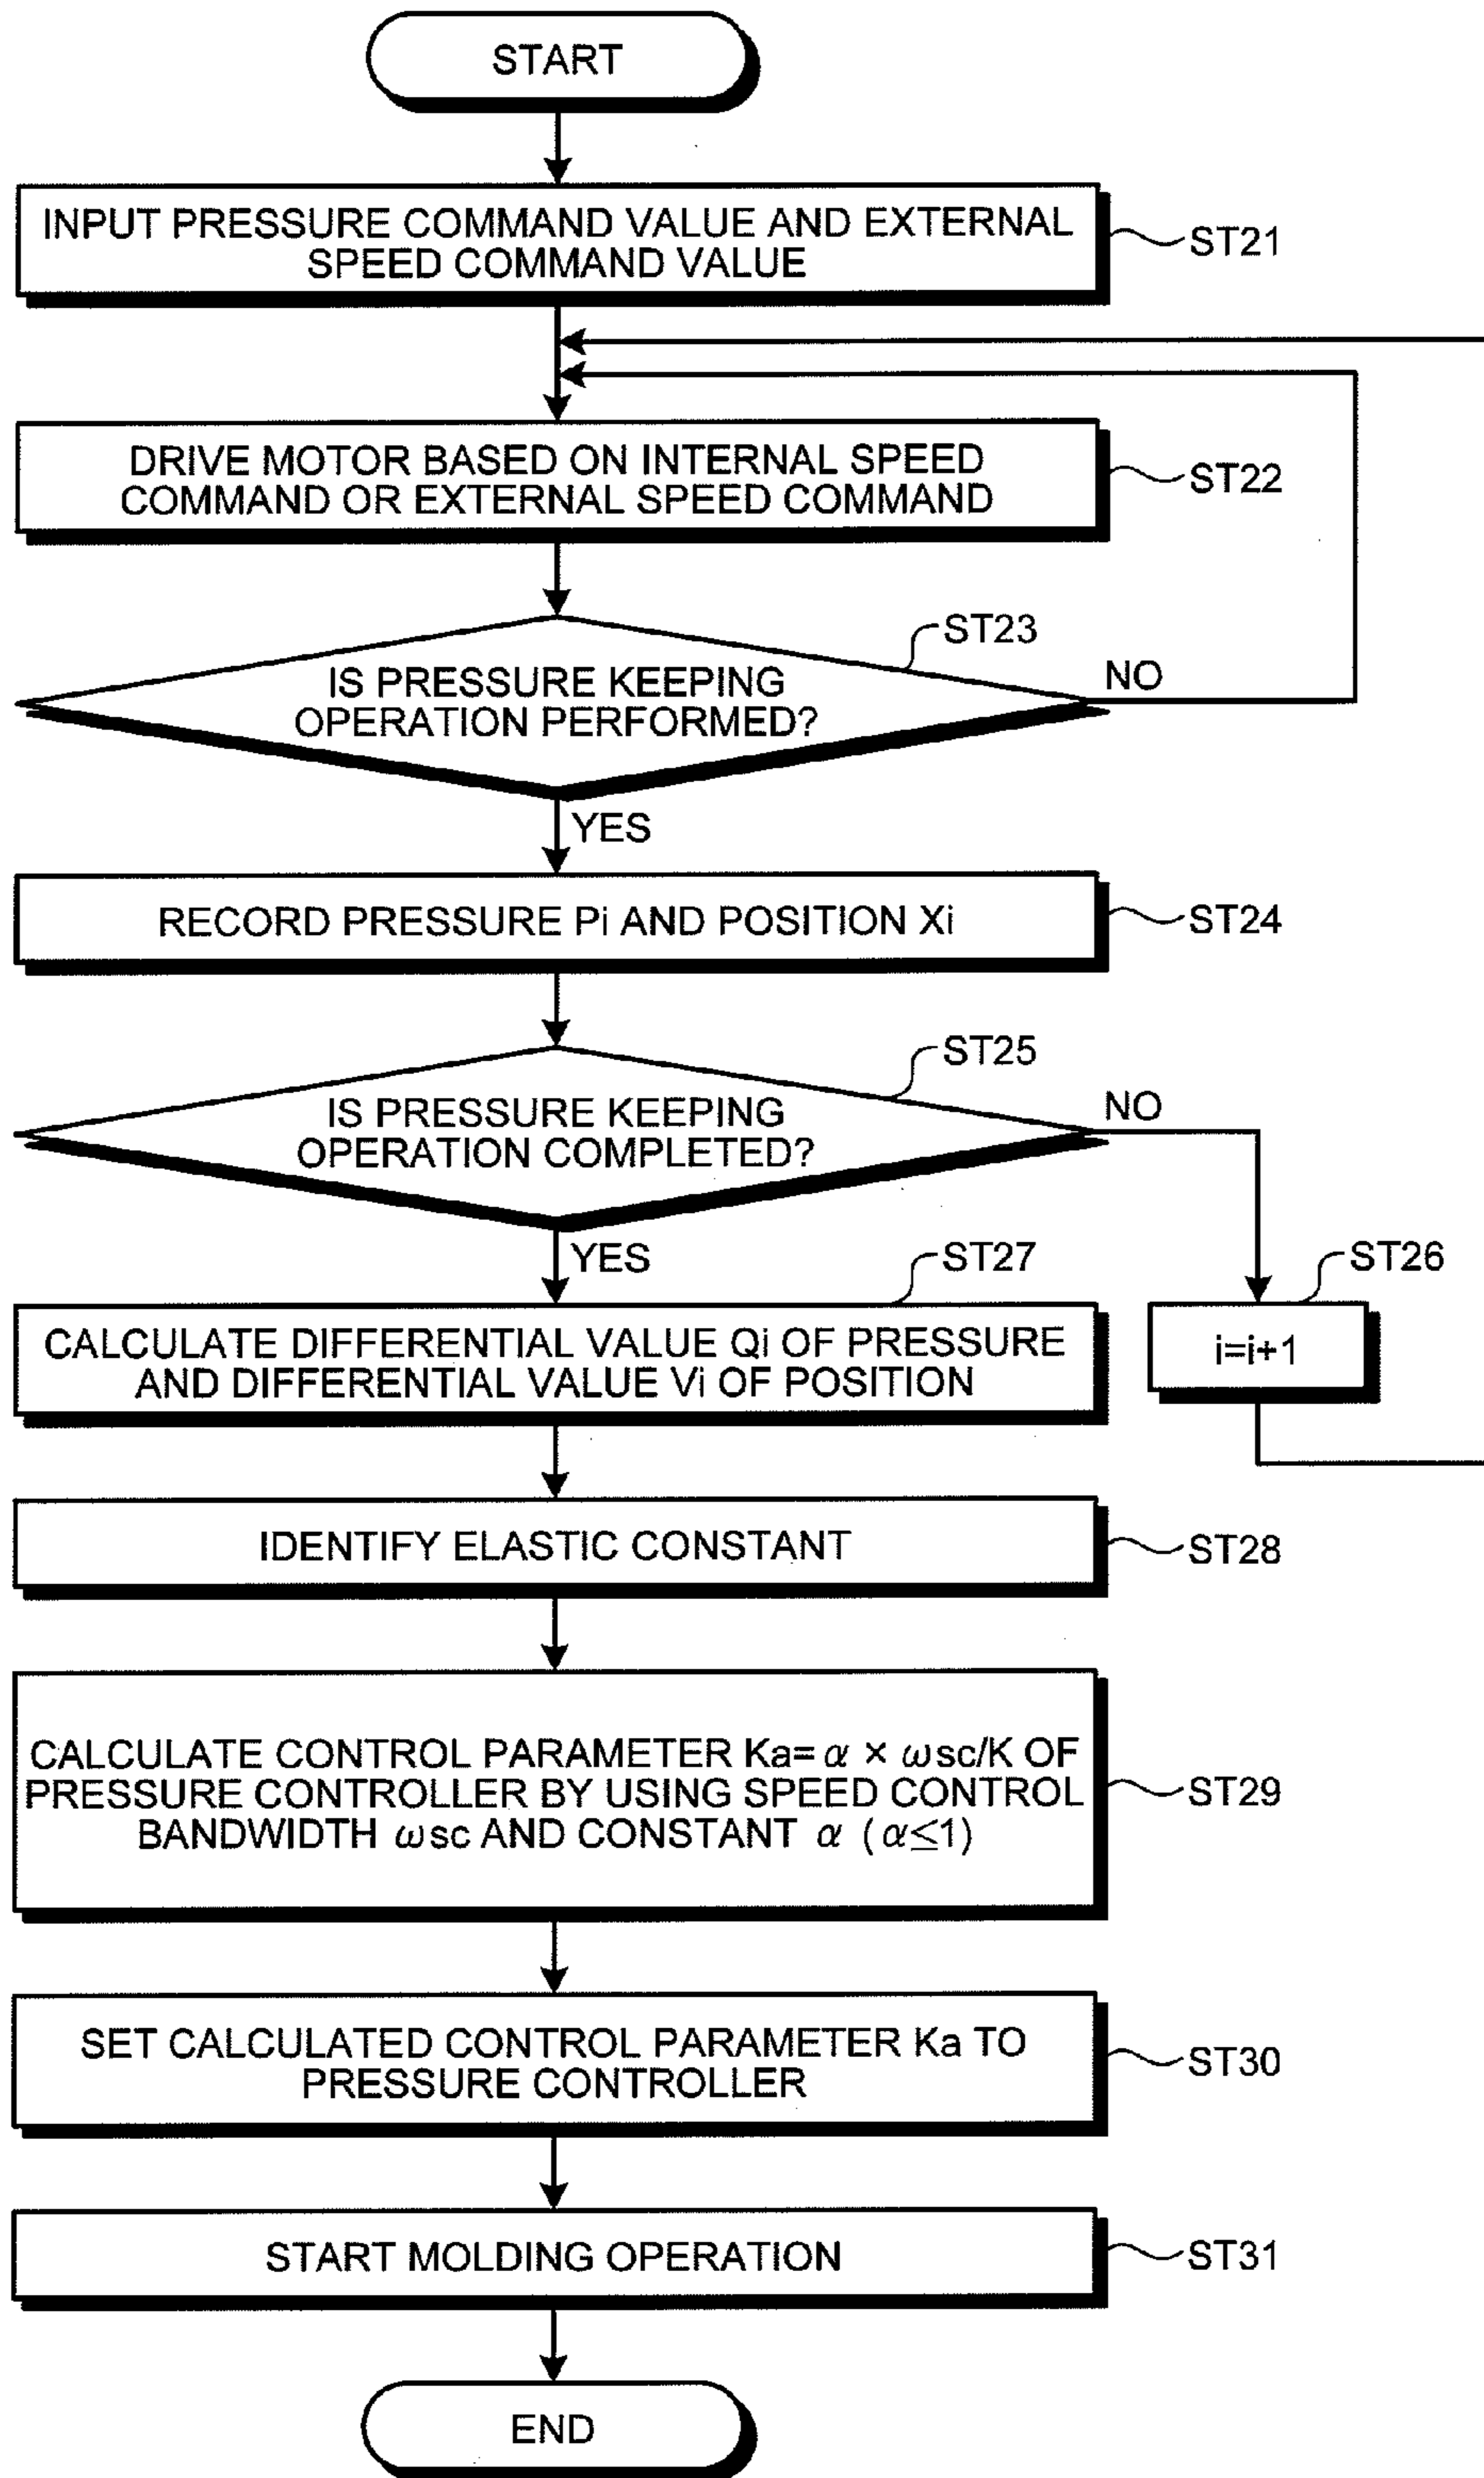 START
INPUT PRESSURE COMMAND VALUE AND EXTERNAL
SPEED COMMAND VALUE
ST21
DRIVE MOTOR BASED ON INTERNAL SPEED
COMMAND OR EXTERNAL SPEED COMMAND
ST22
ST23
IS PRESSURE KEEPING
OPERATION PERFORMED?
NO
YES
RECORD PRESSURE Pi AND POSITION Xi
ST24
ST25
IS PRESSURE KEEPING
OPERATION COMPLETED?
NO
YES
ST27
ST26
CALCULATE DIFFERENTIAL VALUE Qi OF PRESSURE
AND DIFFERENTIAL VALUE Vi OF POSITION
i=i+1
IDENTIFY ELASTIC CONSTANT
ST28
CALCULATE CONTROL PARAMETER Ka=α × ωsc/K OF
PRESSURE CONTROLLER BY USING SPEED CONTROL
BANDWIDTH ωsc AND CONSTANT α (α≤1)
ST29
SET CALCULATED CONTROL PARAMETER Ka TO
PRESSURE CONTROLLER
ST30
START MOLDING OPERATION
ST31
END